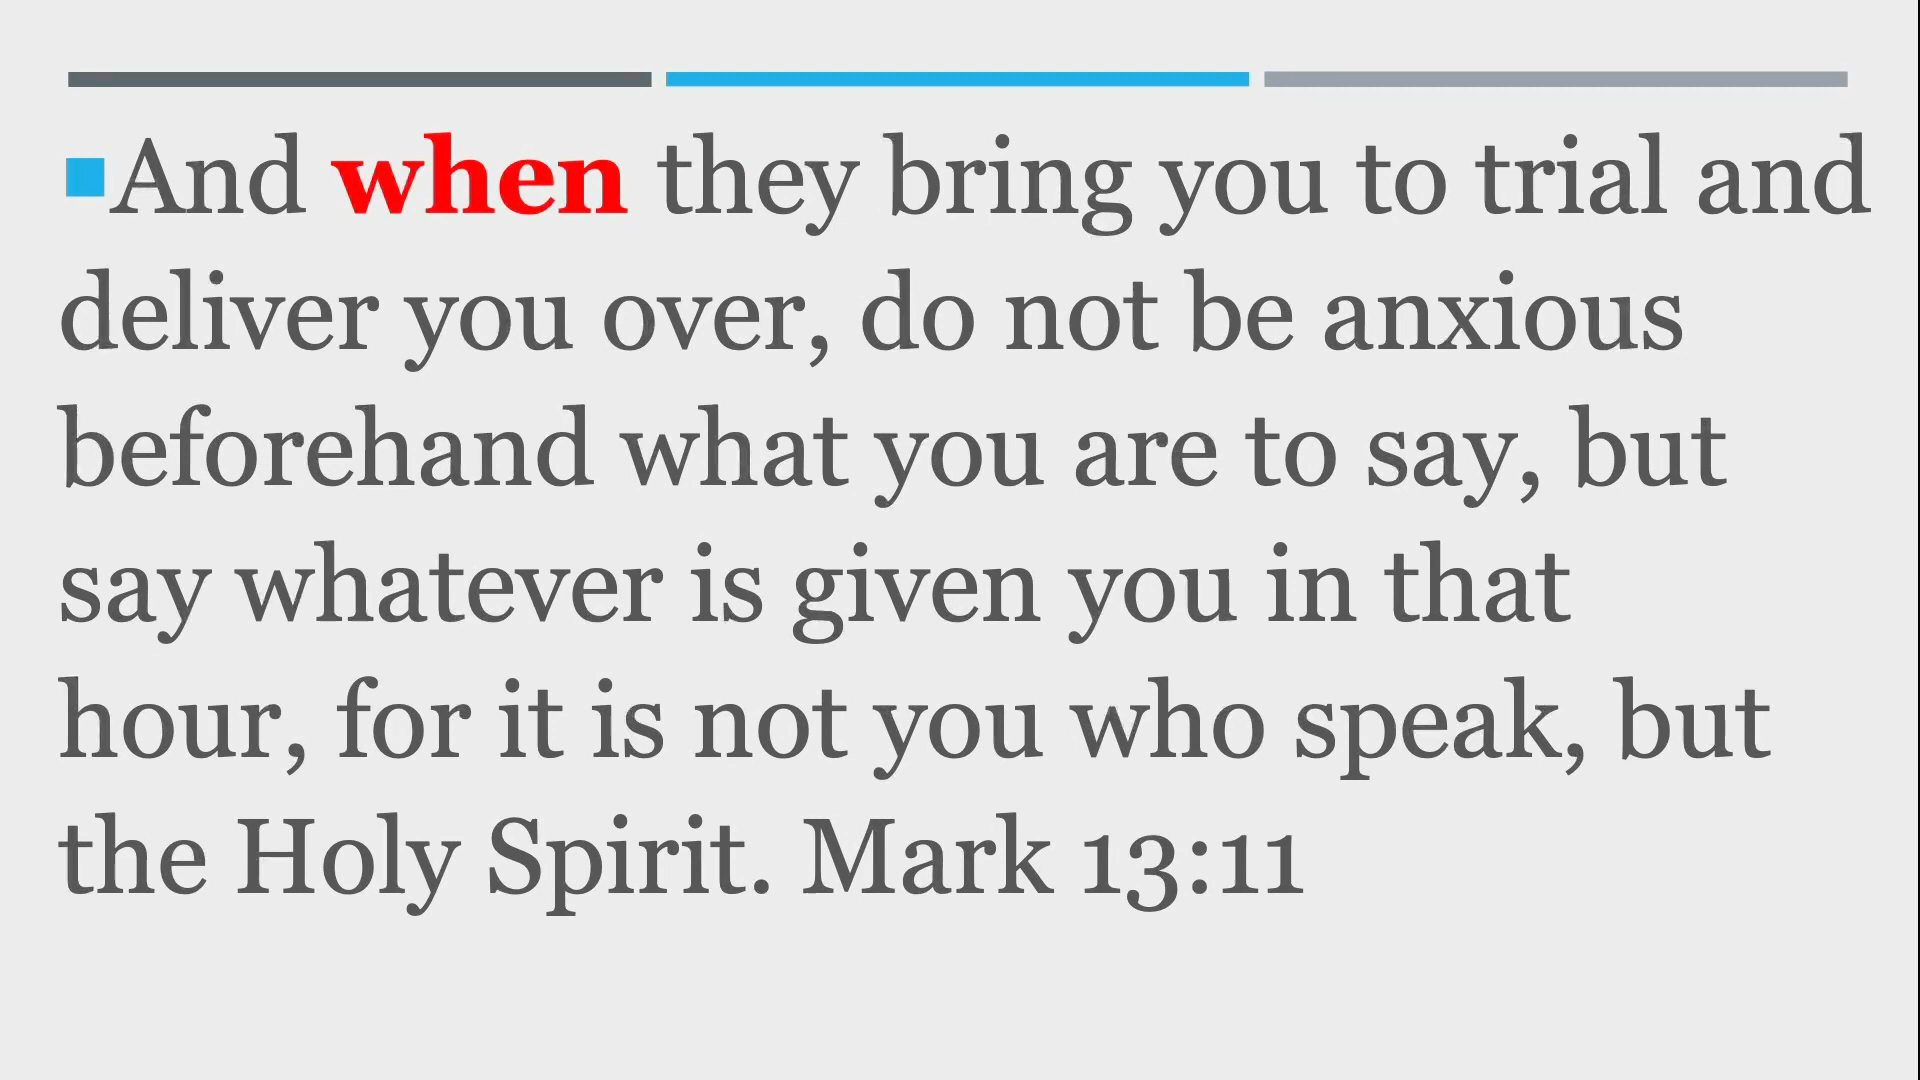 ▪And when they bring you to trial and
deliver you over, do not be anxious
beforehand what you are to say, but
say whatever is given you in that
hour, for it is not you who speak, but
the Holy Spirit. Mark 13:11